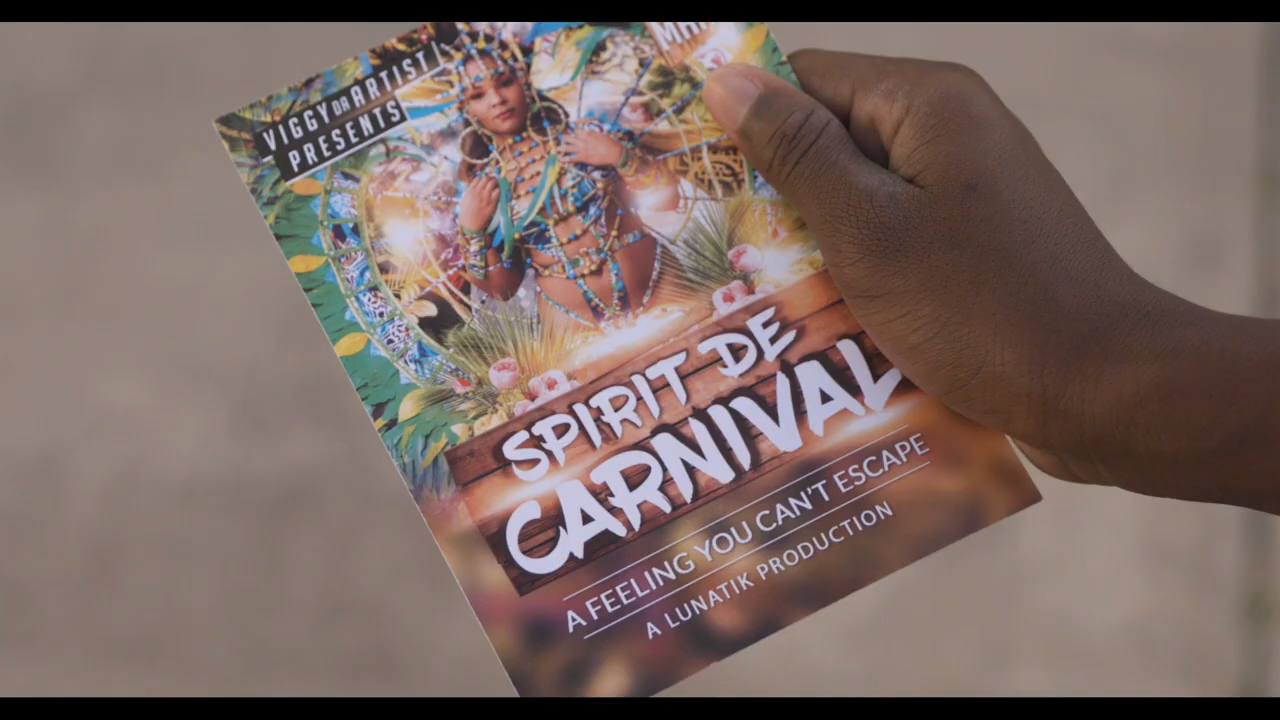 VIGGY DA ARTIST
PRESENTS
SPIRIT DE
CARNIVAL
A FEELING YOU CAN'T ESCAPE
A LUNATIK PRODUCTION